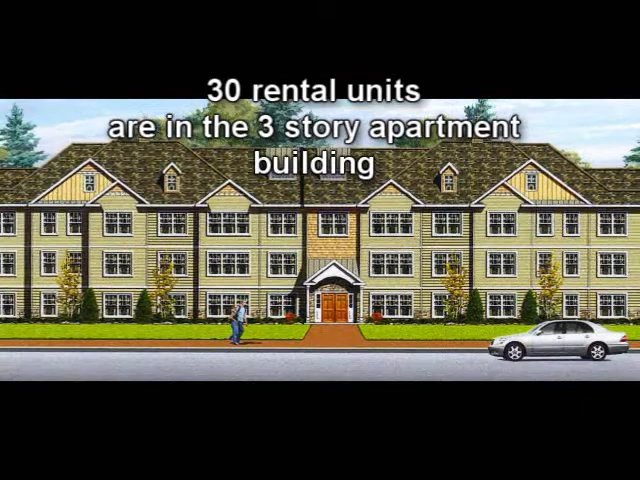 30 rental units
are in the 3 story apartment
building